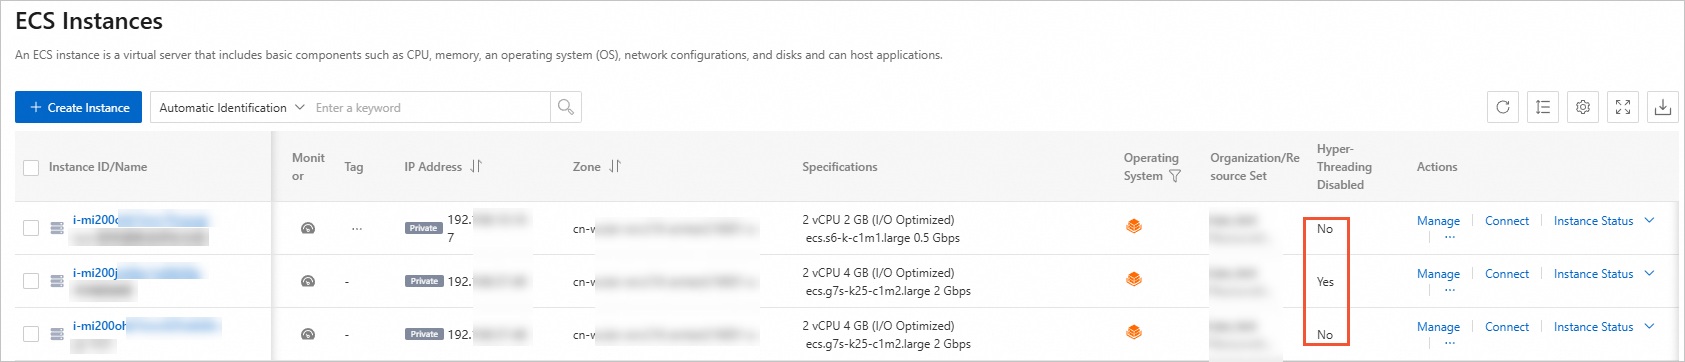 ECS Instances
An ECS instance is a virtual server that includes basic components such as CPU, memory, an operating system (OS), network configurations, and disks and can host applications.
+ Create Instance
Automatic Identification
Enter a keyword
Instance ID/Name
Monit
or
Tag
IP Address
Zone
Specifications
Operating
System
Organization/Re
source Set
Hyper-
Threading
Disabled
Actions
i-mi200
Private
192.
7
cn-
2 vCPU 2 GB (I/O Optimized)
ecs.s6-k-c1m1.large 0.5 Gbps
No
Manage
Connect
Instance Status
...
i-mi200j
-
Private
192.
cn-
2 vCPU 4 GB (I/O Optimized)
ecs.g7s-k25-c1m2.large 2 Gbps
Yes
Manage
Connect
Instance Status
...
i-mi200oh
-
Private
192.
cn-
2 vCPU 4 GB (I/O Optimized)
ecs.g7s-k25-c1m2.large 2 Gbps
No
Manage
Connect
Instance Status
...